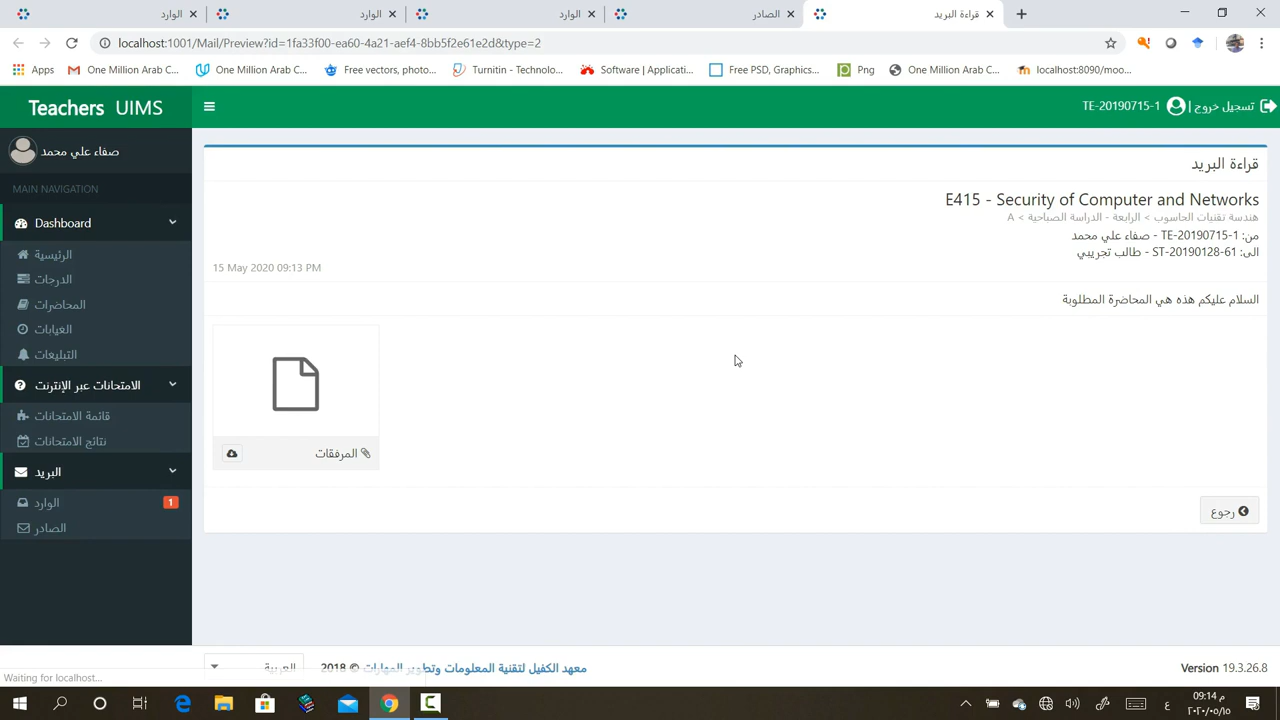 الوارد
الوارد
الوارد
الصادر
قراءة البريد
localhost:1001/Mail/Preview?id=1fa33f00-ea60-4a21-aef4-8bb5f2e61e2d&type=2
Apps
One Million Arab C...
One Million Arab C...
Free vectors, photo...
Turnitin - Technolo...
Software | Applicati...
Free PSD, Graphics...
Png
One Million Arab C...
localhost:8090/moo...
Teachers UIMS
TE-20190715-1
تسجيل خروج |
صفاء علي محمد
MAIN NAVIGATION
Dashboard
الرئيسية
الدرجات
المحاضرات
الغيابات
التبليغات
الامتحانات عبر الإنترنت
قائمة الامتحانات
نتائج الامتحانات
البريد
الوارد 1
الصادر
قراءة البريد
E415 - Security of Computer and Networks
هندسة تقنيات الحاسوب > الرابعة - الدراسة الصباحية > A
من: TE-20190715-1 - صفاء علي محمد
الى: ST-20190128-61 - طالب تجريبي
15 May 2020 09:13 PM
السلام عليكم هذه هي المحاضرة المطلوبة
المرفقات
رجوع
العربية
معهد الكفيل لتقنية المعلومات وتطوير المهارات © 2018
Version 19.3.26.8
Waiting for localhost...
ع
09:14 م
٢٠٢٠/٠٥/١٥